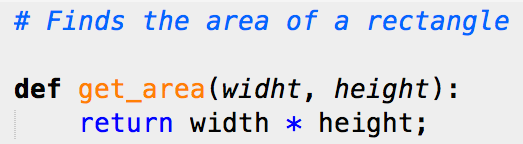 # Finds the area of a rectangle
def get_area(widht, height):
    return width * height;